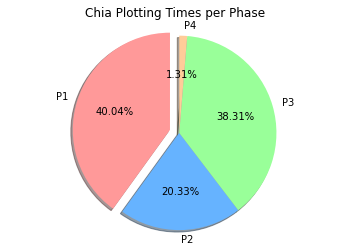 Chia Plotting Times per Phase
P4
1.31%
P1
40.04%
P3
38.31%
20.33%
P2